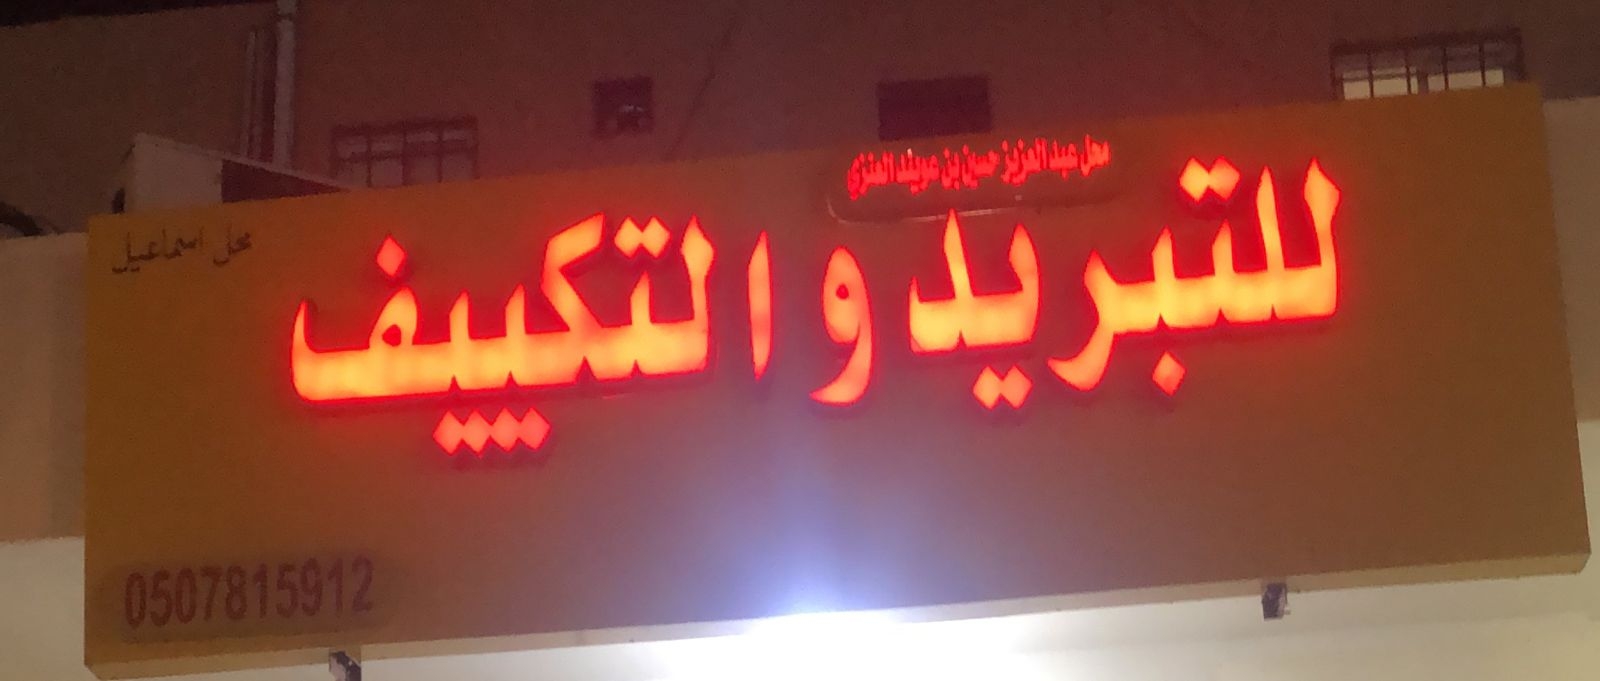 محل عبد العزيز حسين بن عويند العنزي
للتبريد و التكييف
محل اسماعيل
0507815912